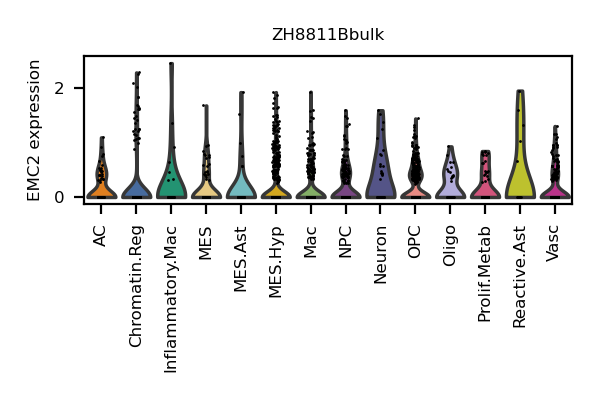 ZH8811Bbulk
EMC2 expression
2
0
AC
Chromatin.Reg
Inflammatory.Mac
MES
MES.Ast
MES.Hyp
Mac
NPC
Neuron
OPC
Oligo
Prolif.Metab
Reactive.Ast
Vasc